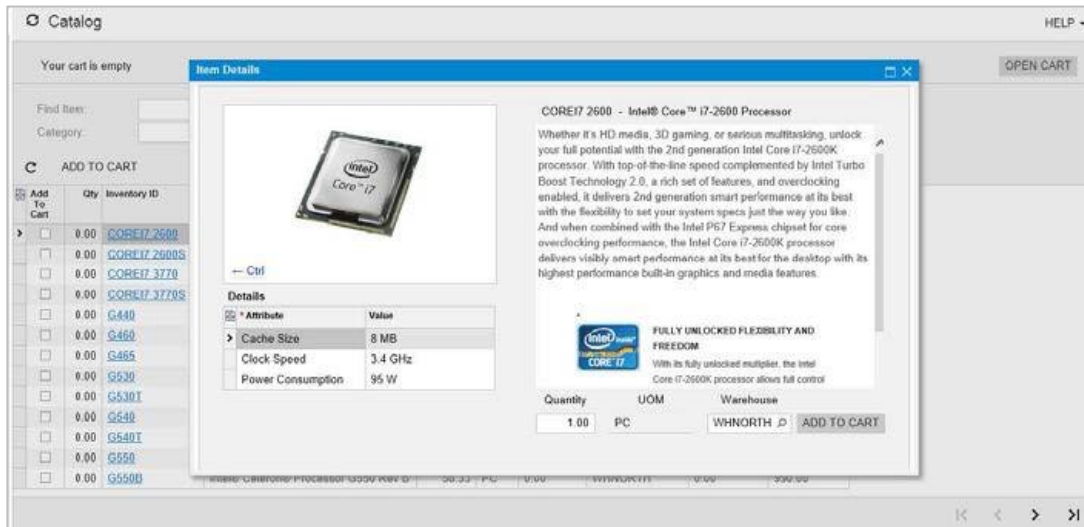 Catalog
HELP
Your cart is empty
OPEN CART
Item Details
Find Item:
Category:
ADD TO CART
Add To Cart
Qty
Inventory ID
0.00 COREI7 2600
0.00 COREI7 2600S
0.00 COREI7 3770
0.00 COREI7 3770S
0.00 G440
0.00 G460
0.00 G465
0.00 G530
0.00 G530T
0.00 G540
0.00 G540T
0.00 G550
0.00 G550B
intel
Core™ i7
← Ctrl
Details
* Attribute Value
Cache Size 8 MB
Clock Speed 3.4 GHz
Power Consumption 95 W
COREI7 2600 - Intel® Core™ i7-2600 Processor
Whether it's HD media, 3D gaming, or serious multitasking, unlock
your full potential with the 2nd generation Intel Core i7-2600K
processor. With top-of-the-line speed complemented by Intel Turbo
Boost Technology 2.0, a rich set of features, and overclocking
enabled, it delivers 2nd generation smart performance at its best
with the flexibility to set your system specs just the way you like.
And when combined with the Intel P67 Express chipset for core
overclocking performance, the Intel Core i7-2600K processor
delivers visibly smart performance at its best for the desktop with its
highest performance built-in graphics and media features.
intel inside
CORE i7
FULLY UNLOCKED FLEXIBILITY AND
FREEDOM
With its fully unlocked multiplier, the Intel
Core i7-2600K processor allows full control
Quantity UOM Warehouse
1.00 PC WHNORTH ADD TO CART